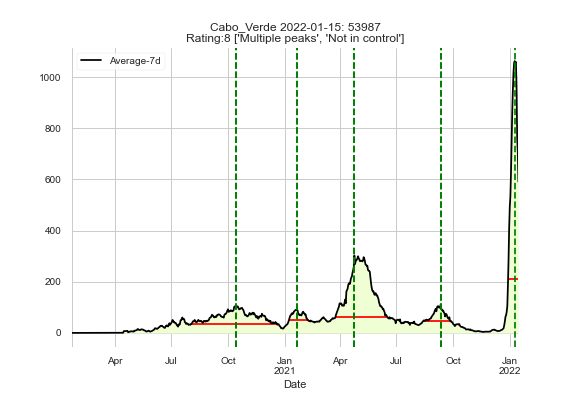 Cabo_Verde 2022-01-15: 53987
Rating:8 ['Multiple peaks', 'Not in control']
Average-7d
1000
800
600
400
200
0
Apr Jul Oct Jan Apr Jul Oct Jan
2021 2022
Date